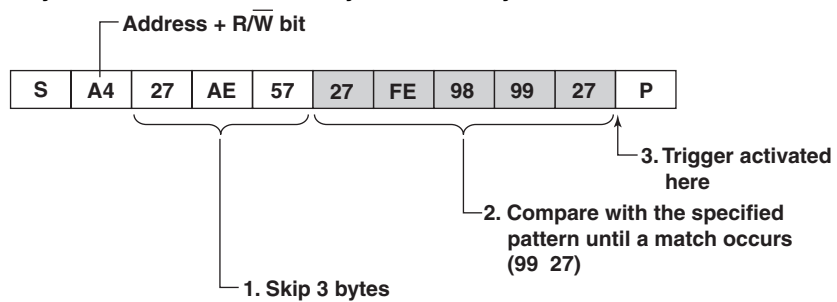 Address + R/W bit
S A4 27 AE 57 27 FE 98 99 27 P
3. Trigger activated
here
2. Compare with the specified
pattern until a match occurs
(99 27)
1. Skip 3 bytes